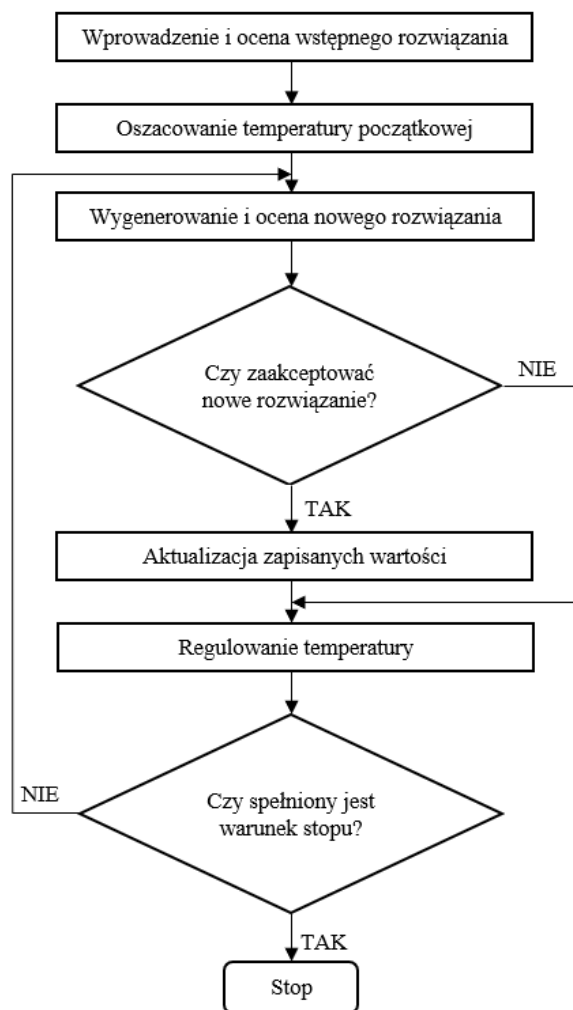 Wprowadzenie i ocena wstępnego rozwiązania
Oszacowanie temperatury początkowej
Wygenerowanie i ocena nowego rozwiązania
Czy zaakceptować
nowe rozwiązanie?
NIE
TAK
Aktualizacja zapisanych wartości
Regulowanie temperatury
NIE
Czy spełniony jest
warunek stopu?
TAK
Stop